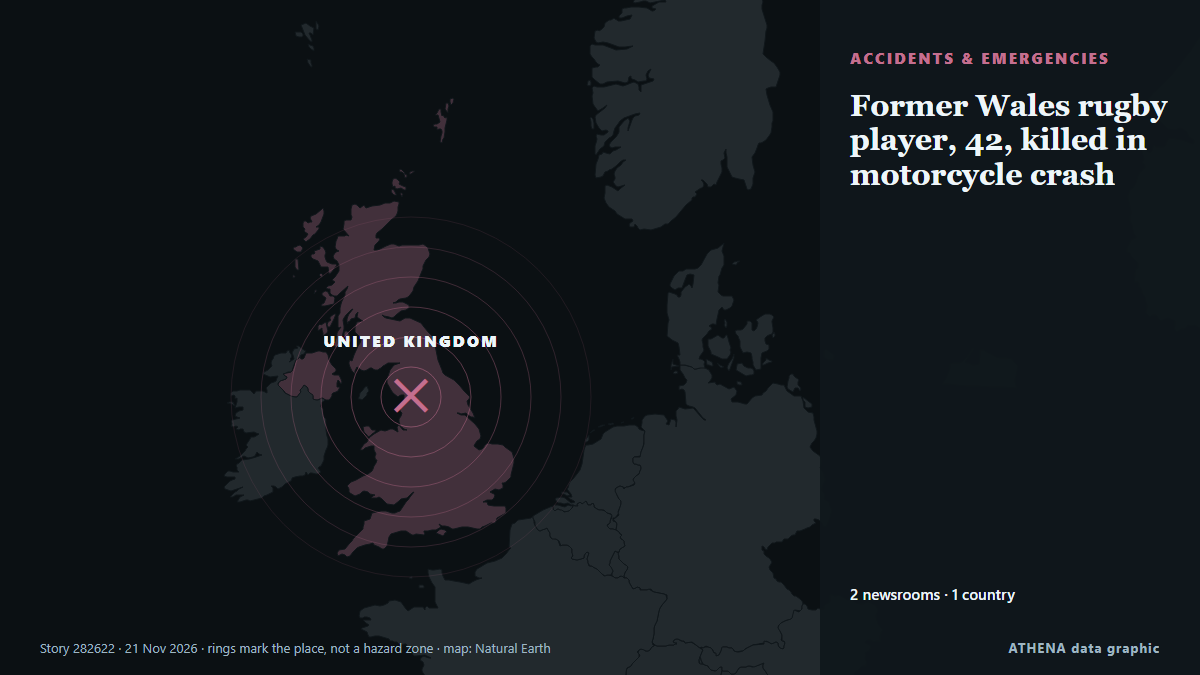 ACCIDENTS & EMERGENCIES
Former Wales rugby
player, 42, killed in
motorcycle crash
UNITED KINGDOM
2 newsrooms · 1 country
Story 282622 · 21 Nov 2026 · rings mark the place, not a hazard zone · map: Natural Earth
ATHENA data graphic